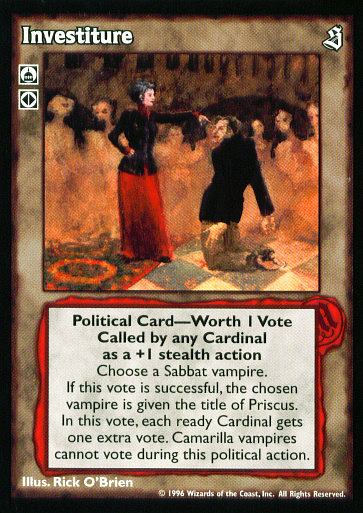 Investiture
Political Card—Worth 1 Vote
Called by any Cardinal
as a +1 stealth action
Choose a Sabbat vampire.
If this vote is successful, the chosen
vampire is given the title of Priscus.
In this vote, each ready Cardinal gets
one extra vote. Camarilla vampires
cannot vote during this political action.
Illus. Rick O'Brien
© 1996 Wizards of the Coast, Inc. All Rights Reserved.